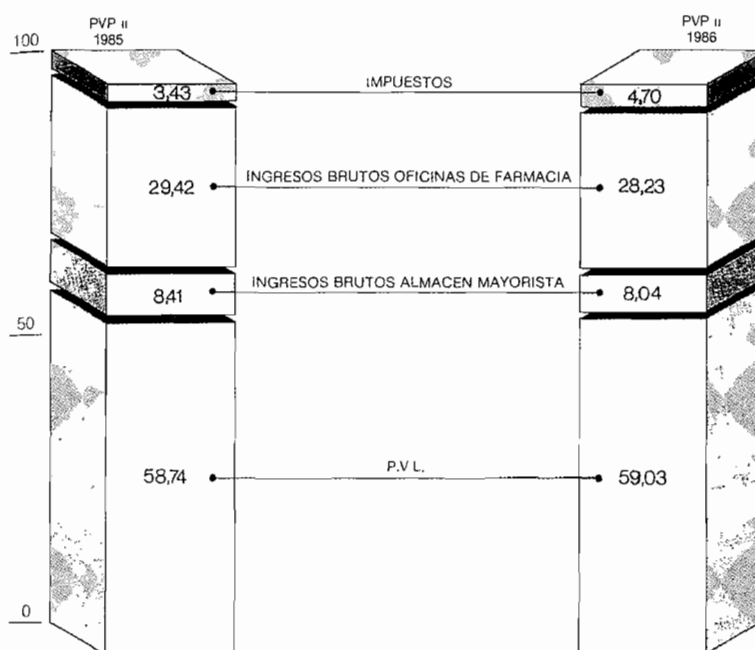 PVP II
1985
PVP II
1986
100
3,43
IMPUESTOS
4,70
29,42
INGRESOS BRUTOS OFICINAS DE FARMACIA
28,23
8,41
INGRESOS BRUTOS ALMACEN MAYORISTA
8,04
50
58,74
P.V L.
59,03
0